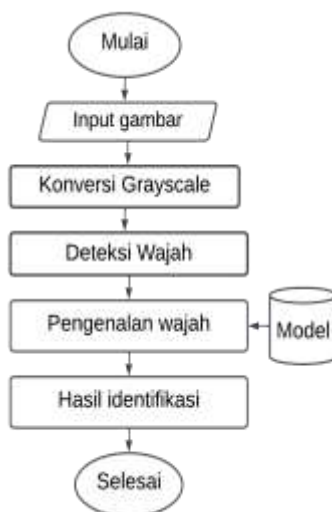 Mulai
Input gambar
Konversi Grayscale
Deteksi Wajah
Pengenalan wajah
Model
Hasil identifikasi
Selesai